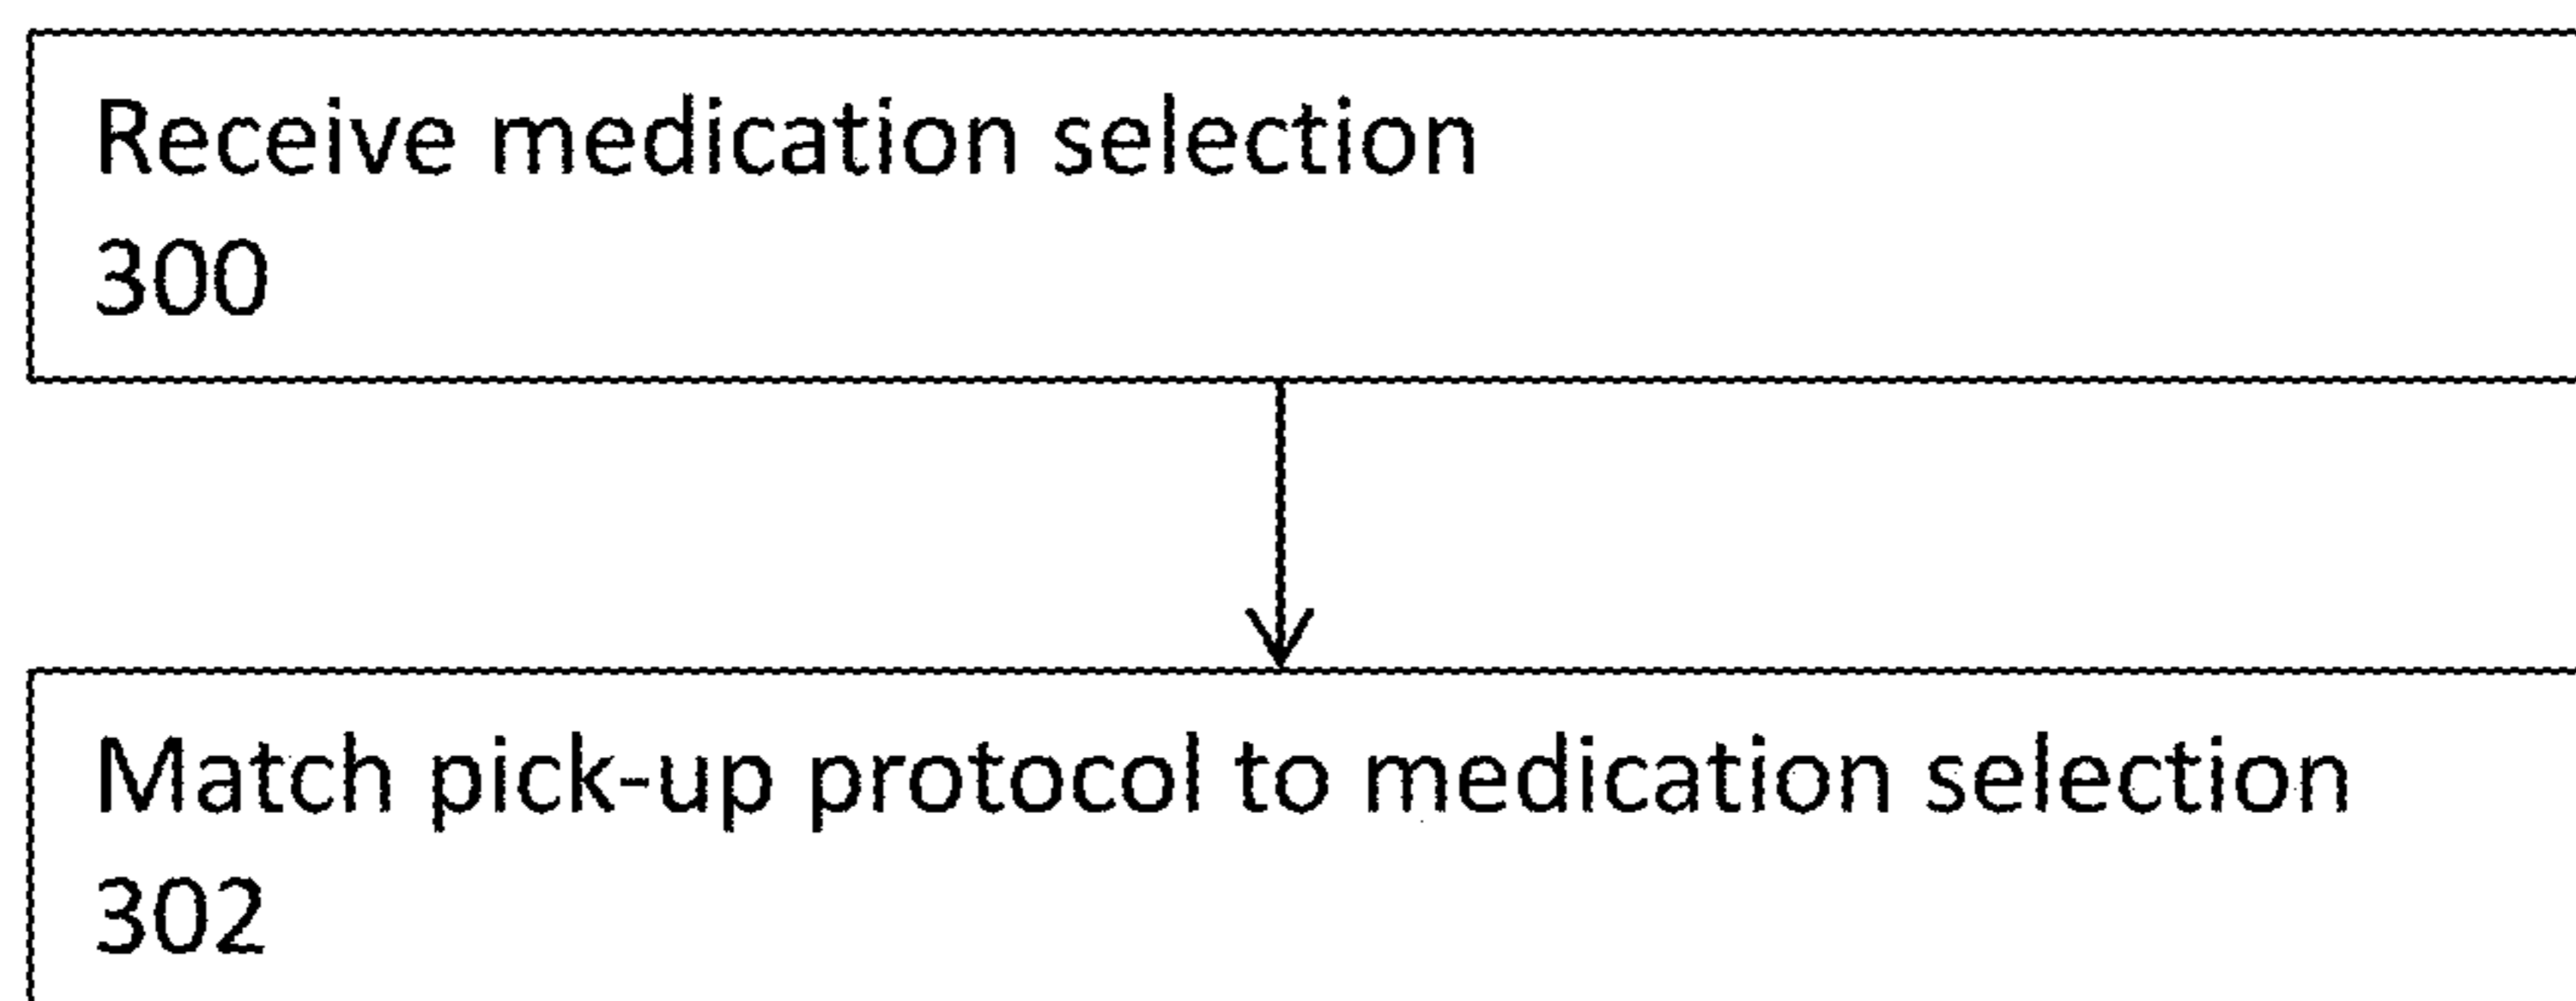 Receive medication selection
300
Match pick-up protocol to medication selection
302